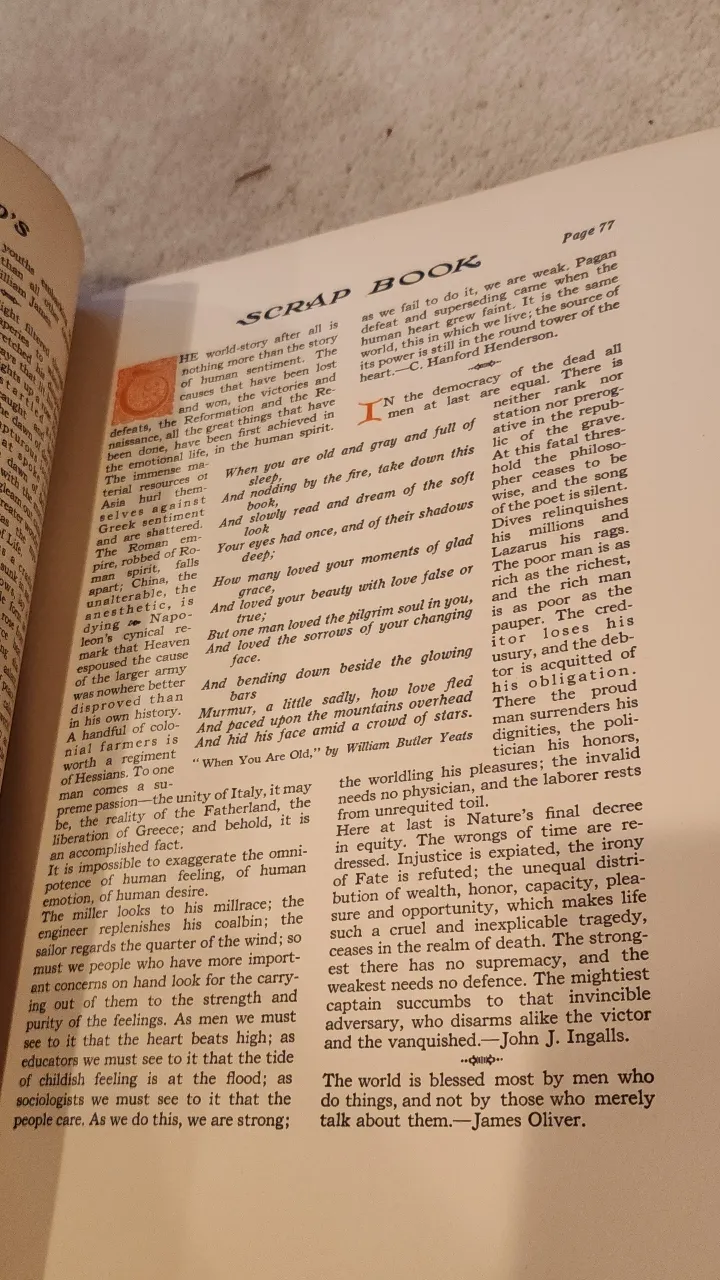 D'S
youths
than all
William James
SCRAP BOOK
Page 77
THE world-story after all is
nothing more than the story
of human sentiment. The
causes that have been lost
and won, the victories and
defeats, the Reformation and the Re-
naissance, all the great things that have
been done, have been first achieved in
the emotional life, in the human spirit.
The immense ma-
terial resources of
Asia hurl them-
selves against
Greek sentiment
and are shattered.
The Roman em-
pire, robbed of Ro-
man spirit, falls
apart; China, the
unalterable, the
anesthetic, is
dying Napo-
leon's cynical re-
mark that Heaven
espoused the cause
of the larger army
was nowhere better
disproved than
in his own history.
A handful of colo-
nial farmers is
worth a regiment
of Hessians. To one
man comes a su-
preme passion—the unity of Italy, it may
be, the reality of the Fatherland, the
liberation of Greece; and behold, it is
an accomplished fact.
It is impossible to exaggerate the omni-
potence of human feeling, of human
emotion, of human desire.
The miller looks to his millrace; the
engineer replenishes his coalbin; the
sailor regards the quarter of the wind; so
must we people who have more import-
ant concerns on hand look for the carry-
ing out of them to the strength and
purity of the feelings. As men we must
see to it that the heart beats high; as
educators we must see to it that the tide
of childish feeling is at the flood; as
sociologists we must see to it that the
people care. As we do this, we are strong;
as we fail to do it, we are weak. Pagan
defeat and superseding came when the
human heart grew faint. It is the same
world, this in which we live; the source of
its power is still in the round tower of the
heart.—C. Hanford Henderson.
When you are old and gray and full of
sleep,
And nodding by the fire, take down this
book,
And slowly read and dream of the soft
look
Your eyes had once, and of their shadows
deep;
How many loved your moments of glad
grace,
And loved your beauty with love false or
true;
But one man loved the pilgrim soul in you,
And loved the sorrows of your changing
face.
And bending down beside the glowing
bars
Murmur, a little sadly, how love fled
And paced upon the mountains overhead
And hid his face amid a crowd of stars.
"When You Are Old," by William Butler Yeats
IN the democracy of the dead all
men at last are equal. There is
neither rank nor
station nor prerog-
ative in the repub-
lic of the grave.
At this fatal thres-
hold the philoso-
pher ceases to be
wise, and the song
of the poet is silent.
Dives relinquishes
his millions and
Lazarus his rags.
The poor man is as
rich as the richest,
and the rich man
is as poor as the
pauper. The cred-
itor loses his
usury, and the deb-
tor is acquitted of
his obligation.
There the proud
man surrenders his
dignities, the poli-
tician his honors,
the worldling his pleasures; the invalid
needs no physician, and the laborer rests
from unrequited toil.
Here at last is Nature's final decree
in equity. The wrongs of time are re-
dressed. Injustice is expiated, the irony
of Fate is refuted; the unequal distri-
bution of wealth, honor, capacity, plea-
sure and opportunity, which makes life
such a cruel and inexplicable tragedy,
ceases in the realm of death. The strong-
est there has no supremacy, and the
weakest needs no defence. The mightiest
captain succumbs to that invincible
adversary, who disarms alike the victor
and the vanquished.—John J. Ingalls.
The world is blessed most by men who
do things, and not by those who merely
talk about them.—James Oliver.